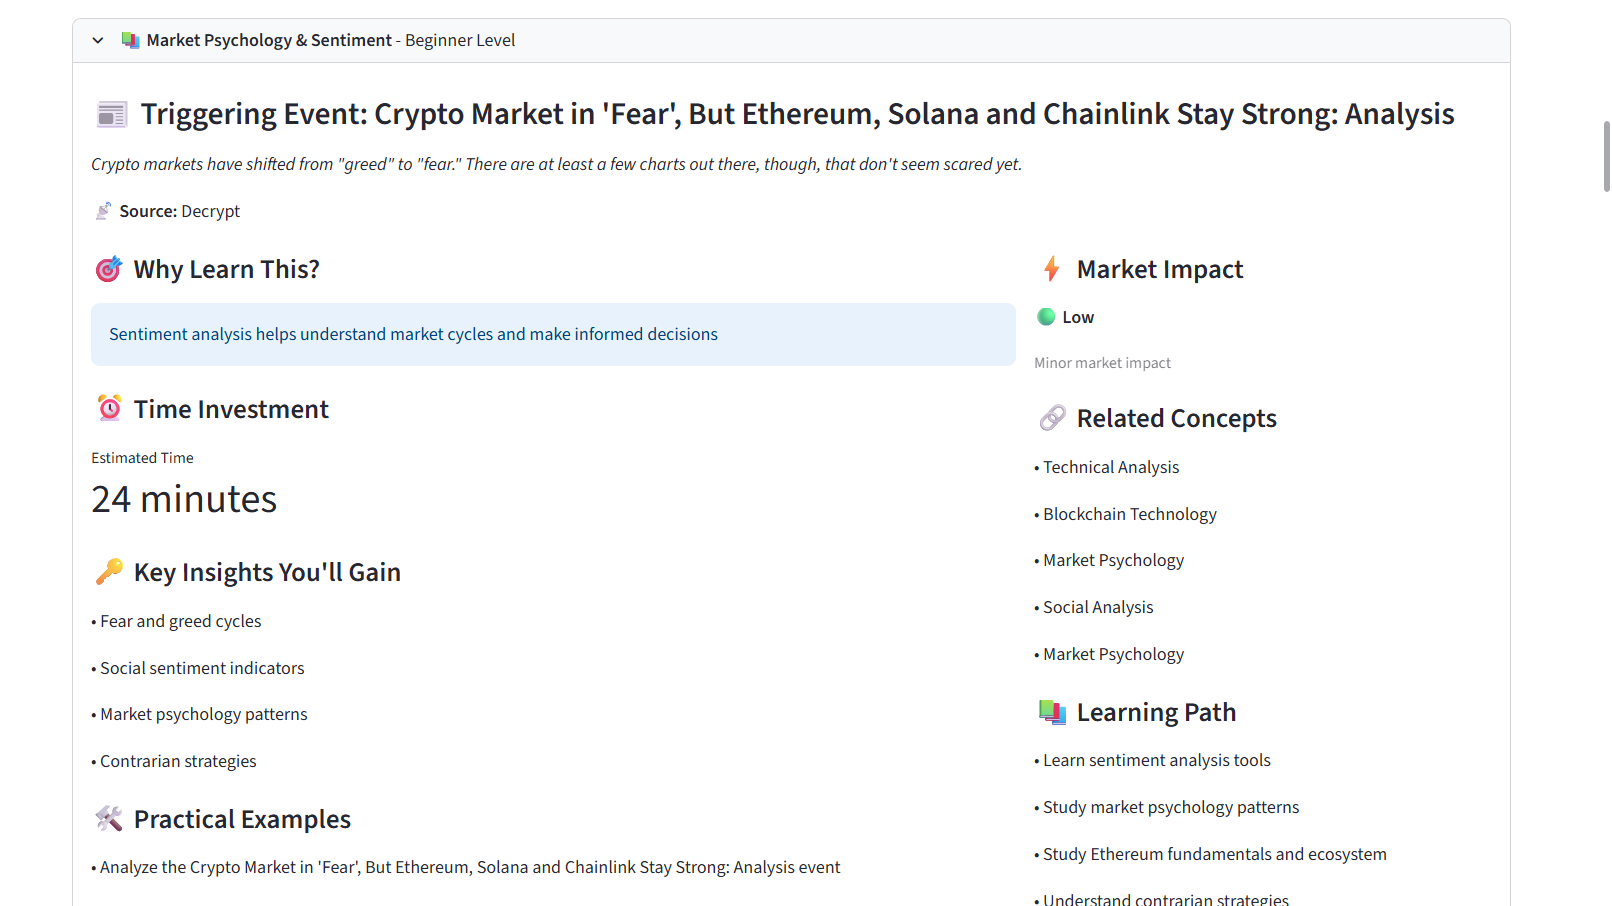 Market Psychology & Sentiment - Beginner Level
Triggering Event: Crypto Market in 'Fear', But Ethereum, Solana and Chainlink Stay Strong: Analysis
Crypto markets have shifted from "greed" to "fear." There are at least a few charts out there, though, that don't seem scared yet.
Source: Decrypt
Why Learn This?
Sentiment analysis helps understand market cycles and make informed decisions
Time Investment
Estimated Time
24 minutes
Key Insights You'll Gain
• Fear and greed cycles
• Social sentiment indicators
• Market psychology patterns
• Contrarian strategies
Practical Examples
• Analyze the Crypto Market in 'Fear', But Ethereum, Solana and Chainlink Stay Strong: Analysis event
Market Impact
Low
Minor market impact
Related Concepts
• Technical Analysis
• Blockchain Technology
• Market Psychology
• Social Analysis
• Market Psychology
Learning Path
• Learn sentiment analysis tools
• Study market psychology patterns
• Study Ethereum fundamentals and ecosystem
• Understand contrarian strategies